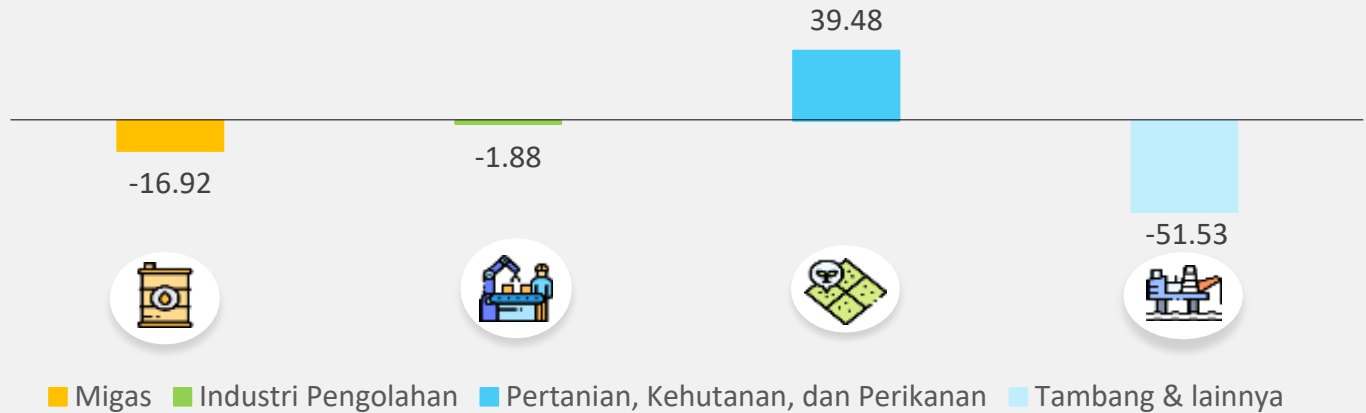 39.48
-16.92
-1.88
-51.53
Migas Industri Pengolahan Pertanian, Kehutanan, dan Perikanan Tambang & lainnya